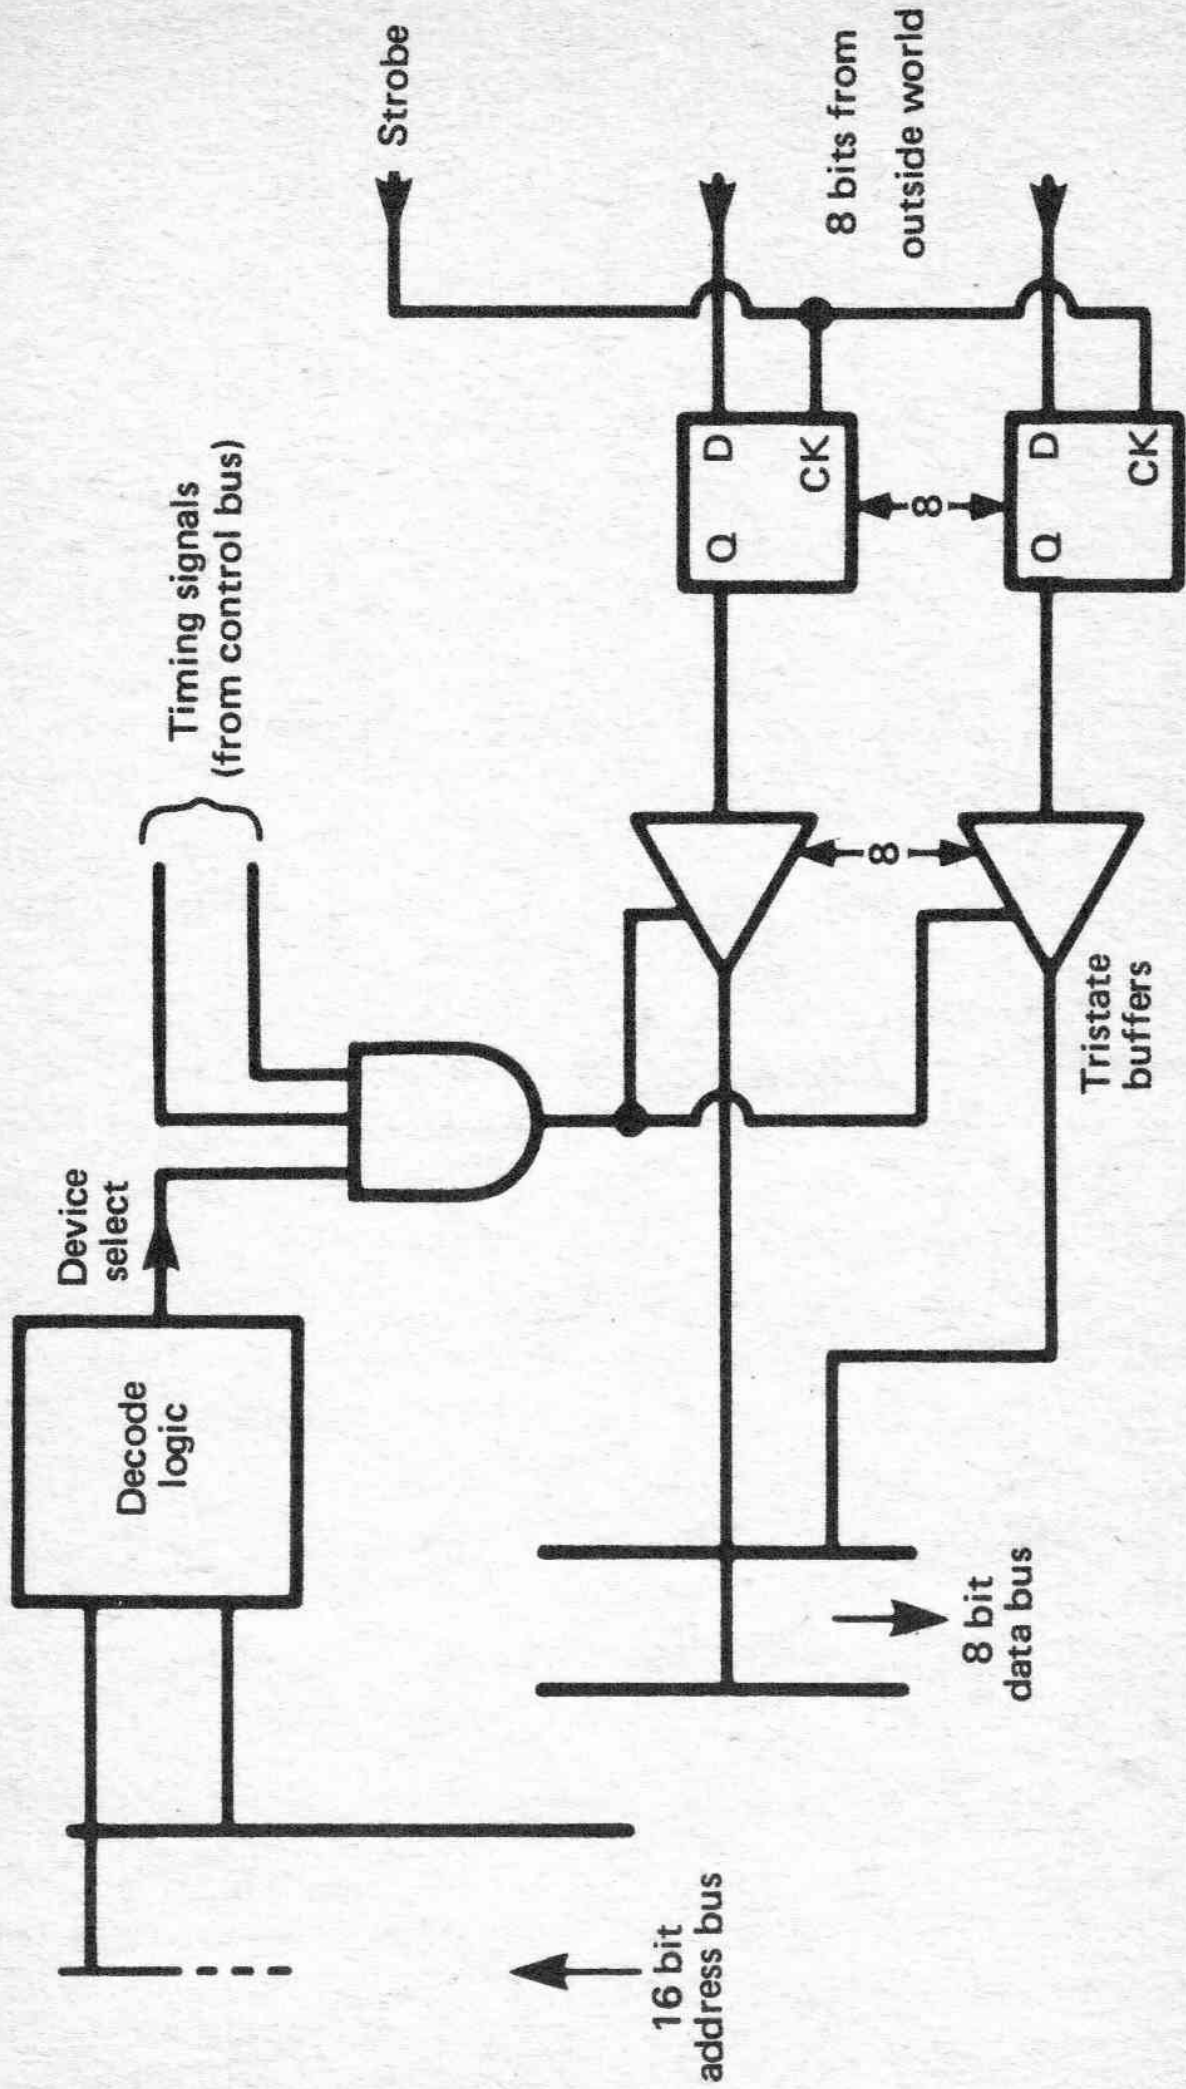 16 bit
address bus
Decode
logic
Device
select
Timing signals
(from control bus)
Strobe
8 bit
data bus
Tristate
buffers
8
Q
D
CK
8
Q
D
CK
8 bits from
outside world